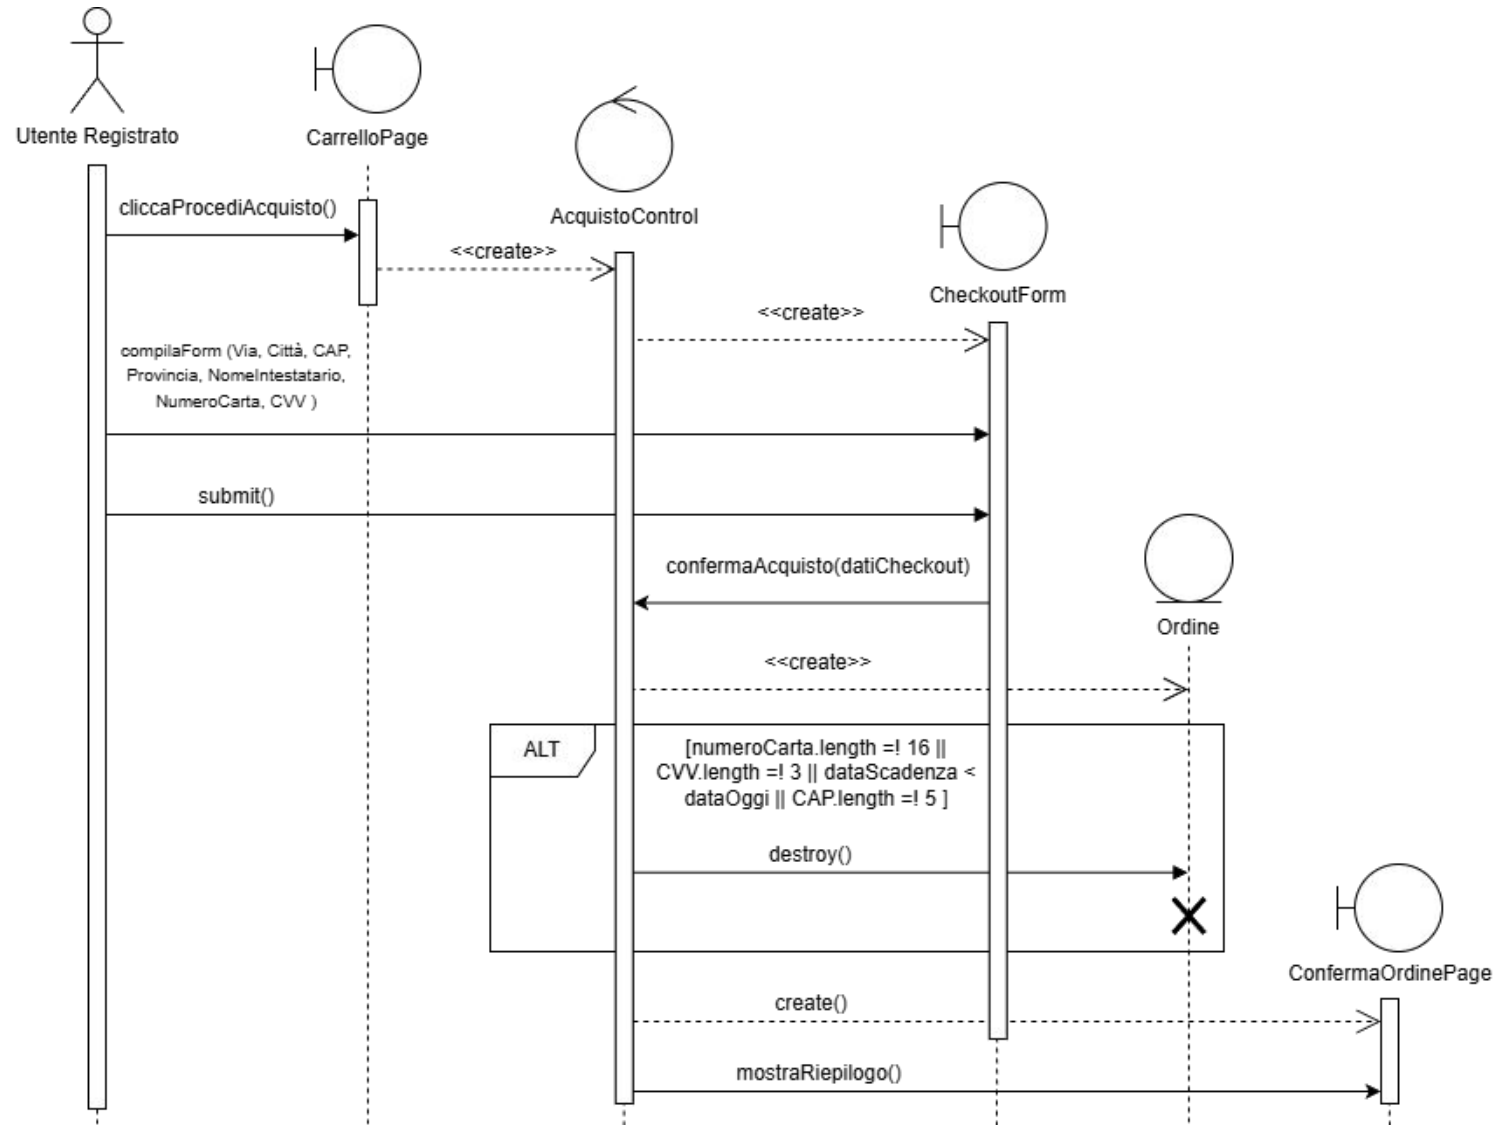 Utente Registrato
CarrelloPage
AcquistoControl
CheckoutForm
cliccaProcediAcquisto()
<<create>>
<<create>>
compilaForm (Via, Città, CAP,
Provincia, NomeIntestatario,
NumeroCarta, CVV )
submit()
confermaAcquisto(datiCheckout)
Ordine
<<create>>
ALT
[numeroCarta.length =! 16 ||
CVV.length =! 3 || dataScadenza <
dataOggi || CAP.length =! 5 ]
destroy()
ConfermaOrdinePage
create()
mostraRiepilogo()